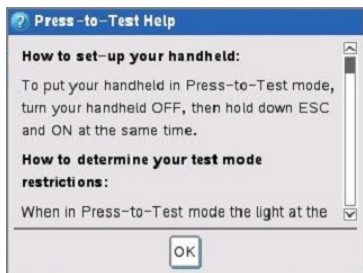 Press-to-Test Help
How to set-up your handheld:
To put your handheld in Press-to-Test mode,
turn your handheld OFF, then hold down ESC
and ON at the same time.
How to determine your test mode
restrictions:
When in Press-to-Test mode the light at the
OK